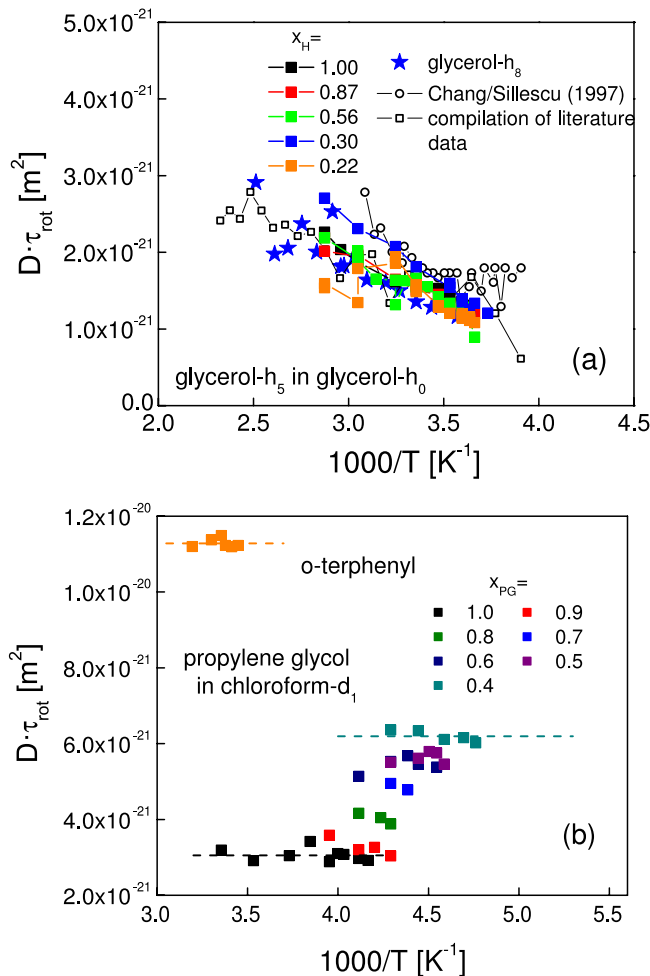 5.0x10⁻²¹
4.0x10⁻²¹
3.0x10⁻²¹
2.0x10⁻²¹
1.0x10⁻²¹
0.0
D·τrot [m²]
xH=
1.00
0.87
0.56
0.30
0.22
glycerol-h₈
Chang/Sillescu (1997)
compilation of literature
data
glycerol-h₅ in glycerol-h₀
(a)
2.0 2.5 3.0 3.5 4.0 4.5
1000/T [K⁻¹]
1.2x10⁻²⁰
1.0x10⁻²⁰
8.0x10⁻²¹
6.0x10⁻²¹
4.0x10⁻²¹
2.0x10⁻²¹
D·τrot [m²]
o-terphenyl
propylene glycol
in chloroform-d₁
xPG=
1.0 0.9
0.8 0.7
0.6 0.5
0.4
(b)
3.0 3.5 4.0 4.5 5.0 5.5
1000/T [K⁻¹]